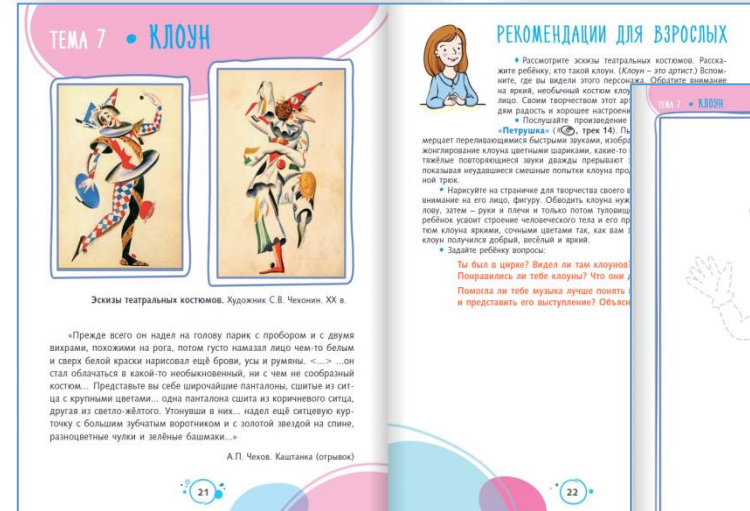 ТЕМА 7 • КЛОУН
Эскизы театральных костюмов. Художник С.В. Чехонин. XX в.
«Прежде всего он надел на голову парик с пробором и с двумя
вихрами, похожими на рога, потом густо намазал лицо чем-то белым
и сверх белой краски нарисовал ещё брови, усы и румяны. <...> ...он
стал облачаться в какой-то необыкновенный, ни с чем не сообразный
костюм... Представьте вы себе широчайшие панталоны, сшитые из сит-
ца с крупными цветами... одна панталона сшита из коричневого ситца,
другая из светло-жёлтого. Утонувши в них... надел ещё ситцевую кур-
точку с большим зубчатым воротником и с золотой звездой на спине,
разноцветные чулки и зелёные башмаки...»
А.П. Чехов. Каштанка (отрывок)
21
РЕКОМЕНДАЦИИ ДЛЯ ВЗРОСЛЫХ
• Рассмотрите эскизы театральных костюмов. Расска-
жите ребёнку, кто такой клоун. (Клоун – это артист.) Вспом-
ните, где вы видели этого персонажа. Обратите внимание
на яркий, необычный костюм
лицо. Своим творчеством этот
дям радость и хорошее
• Послушайте произведение
«Петрушка» (трек 14).
мерцает переливающимися быстрыми звуками,
жонглирование клоуна цветными шариками, какие-то
тяжёлые повторяющиеся звуки дважды прерывают
показывая неудавшиеся смешные попытки клоуна
ной трюк.
• Нарисуйте на страничке для творчества своего
внимание на его лицо, фигуру. Обводить клоуна
лову, затем – руки и плечи и только потом
ребёнок усвоит строение человеческого тела и его
тюм клоуна яркими, сочными цветами так, как вам
клоун получился добрый, весёлый и яркий.
• Задайте ребёнку вопросы:
Ты был в цирке? Видел ли там клоунов?
Понравились ли тебе клоуны? Что они
Помогла ли тебе музыка лучше понять
и представить его выступление?
22
ТЕМА 7 • КЛОУН